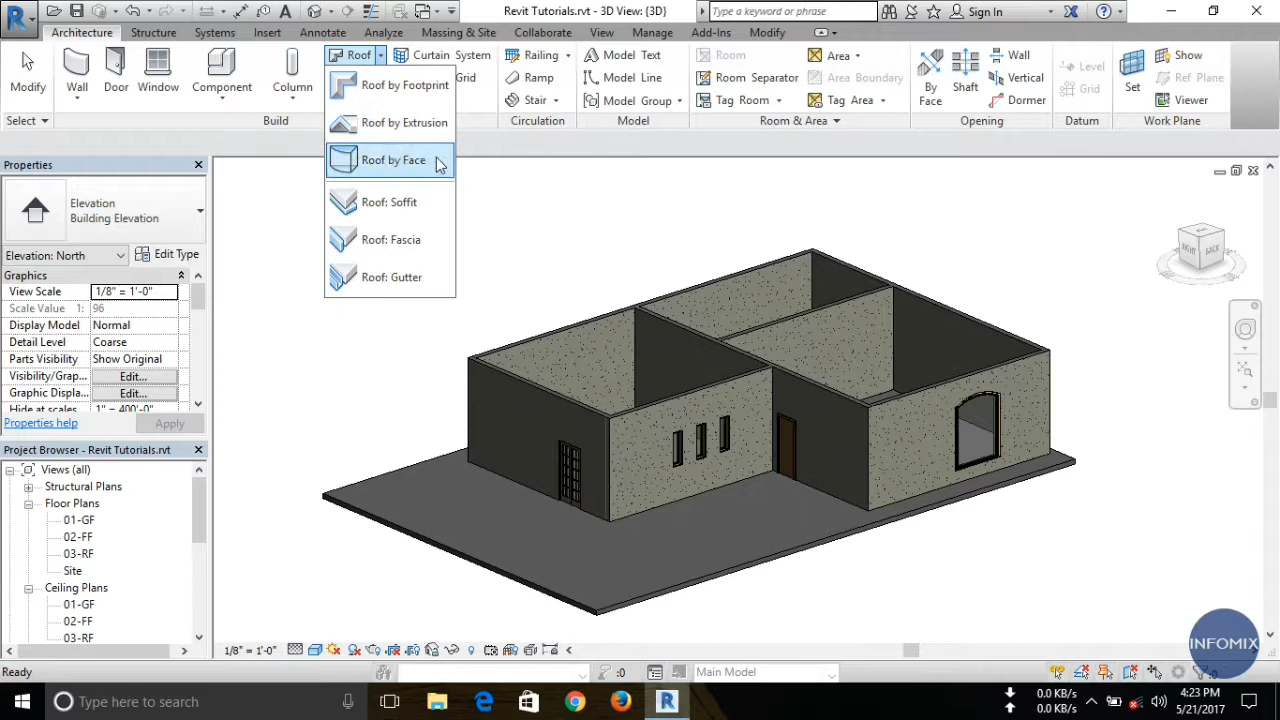 Revit Tutorials.rvt - 3D View: {3D}
Type a keyword or phrase
Sign In
Architecture Structure Systems Insert Annotate Analyze Massing & Site Collaborate View Manage Add-Ins Modify
Modify
Wall
Door
Window
Component
Column
Roof
Curtain System
Grid
Railing
Ramp
Stair
Model Text
Model Line
Model Group
Room
Room Separator
Tag Room
Area
Area Boundary
Tag Area
By Face
Shaft
Wall
Vertical
Dormer
Level
Grid
Set
Show
Ref Plane
Viewer
Select Build Circulation Model Room & Area Opening Datum Work Plane
Roof by Footprint
Roof by Extrusion
Roof by Face
Roof: Soffit
Roof: Fascia
Roof: Gutter
Properties
Elevation
Building Elevation
Elevation: North Edit Type
Graphics
View Scale 1/8" = 1'-0"
Scale Value 1: 96
Display Model Normal
Detail Level Coarse
Parts Visibility Show Original
Visibility/Grap... Edit...
Graphic Displa... Edit...
Hide at scales 1" = 400'-0"
Properties help Apply
Project Browser - Revit Tutorials.rvt
Views (all)
Structural Plans
Floor Plans
01-GF
02-FF
03-RF
Site
Ceiling Plans
01-GF
02-FF
03-RF
RIGHT BACK
INFOMIX
1/8" = 1'-0"
Ready :0 Main Model :0
Type here to search
0.0 KB/s
0.0 KB/s
4:23 PM
5/21/2017